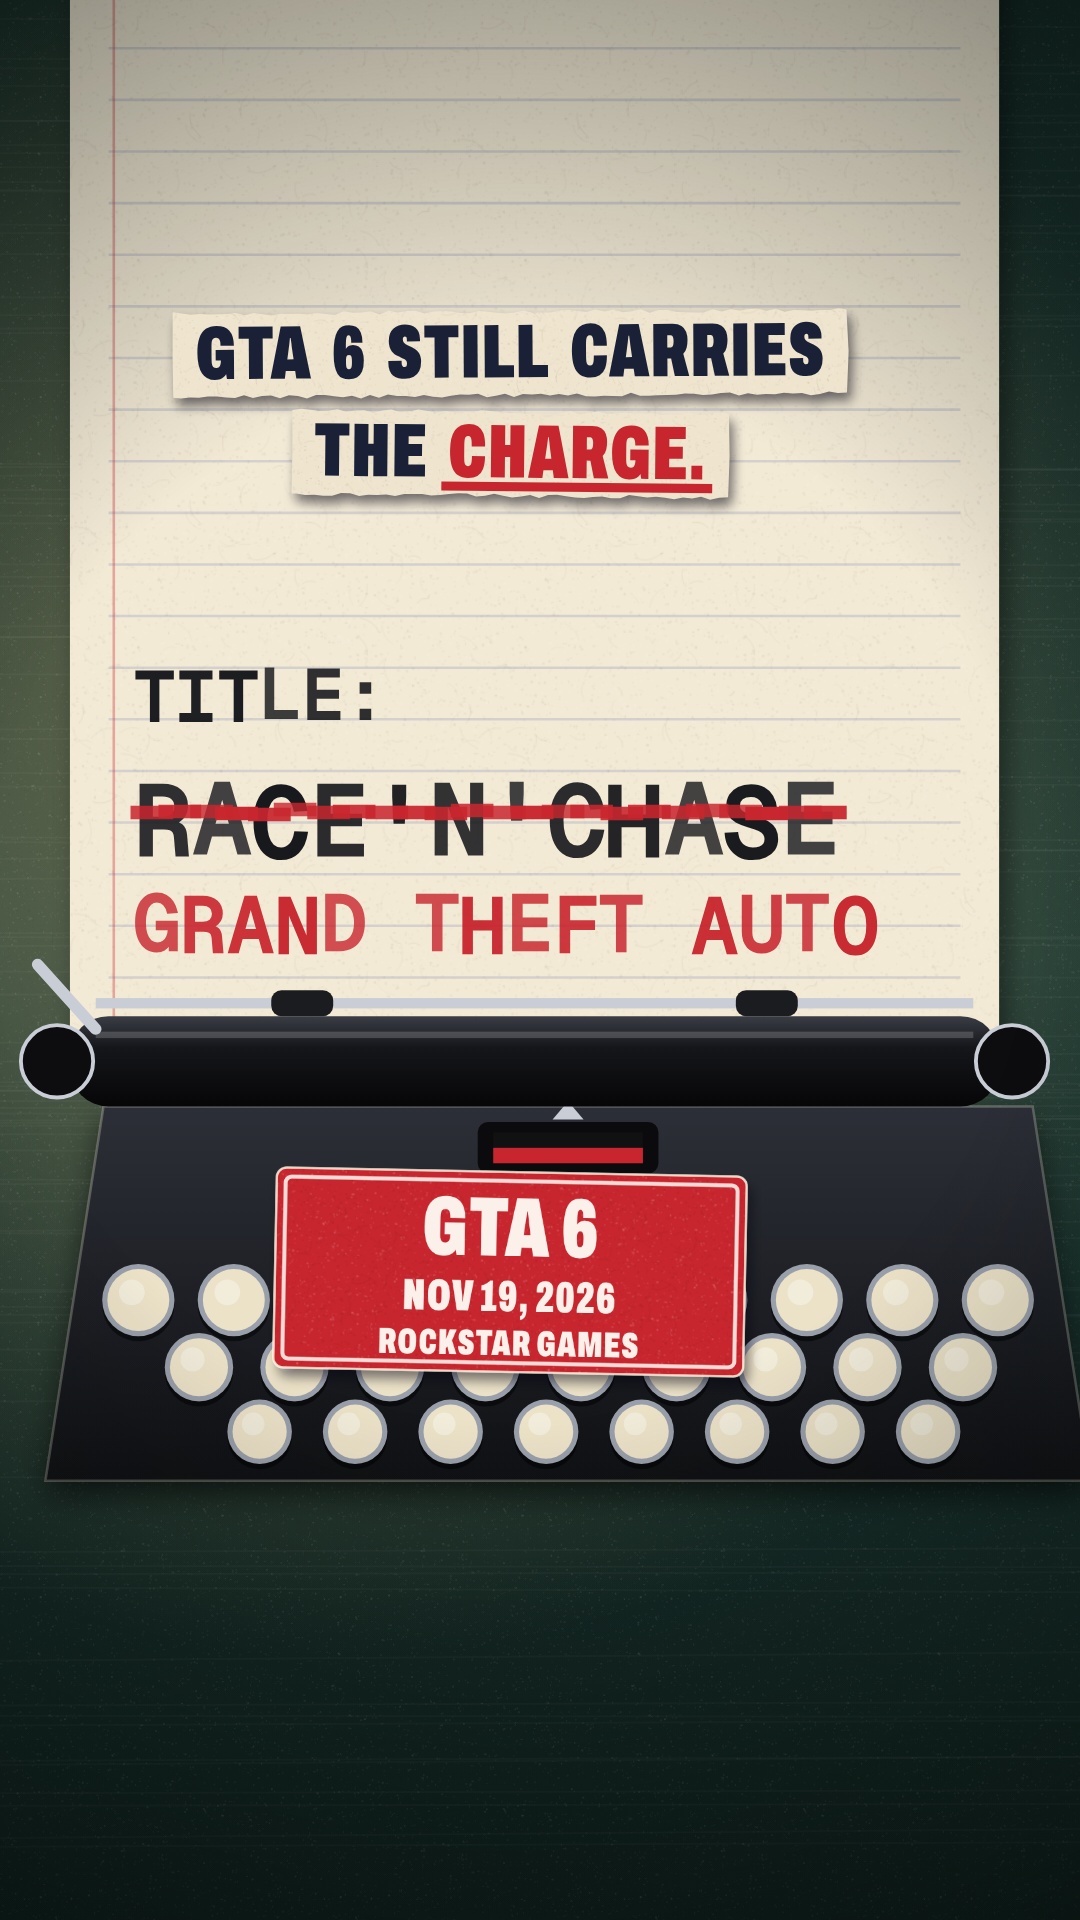 GTA 6 STILL CARRIES
THE CHARGE.
TITLE:
RACE'N'CHASE
GRAND THEFT AUTO
GTA 6
NOV 19, 2026
ROCKSTAR GAMES